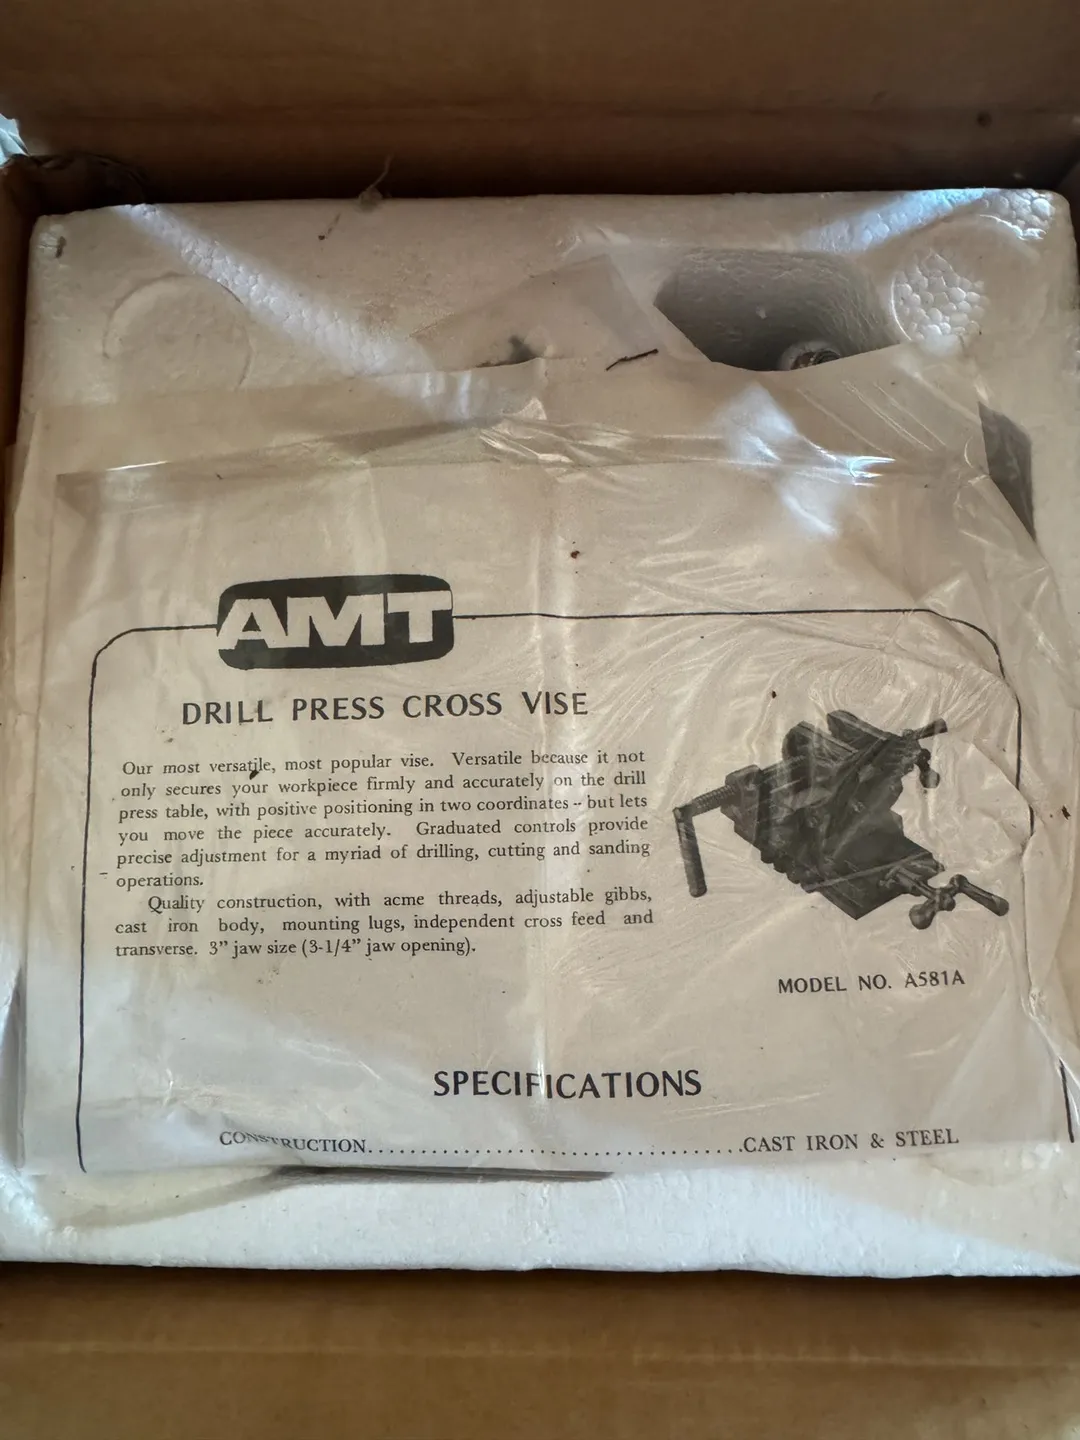 AMT
DRILL PRESS CROSS VISE
Our most versatile, most popular vise. Versatile because it not
only secures your workpiece firmly and accurately on the drill
press table, with positive positioning in two coordinates -- but lets
you move the piece accurately. Graduated controls provide
precise adjustment for a myriad of drilling, cutting and sanding
operations.
Quality construction, with acme threads, adjustable gibbs,
cast iron body, mounting lugs, independent cross feed and
transverse. 3" jaw size (3-1/4" jaw opening).
MODEL NO. A581A
SPECIFICATIONS
CONSTRUCTION...................................CAST IRON & STEEL